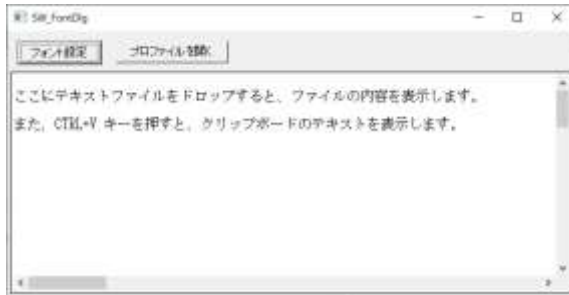 SW_FontDlg
フォント設定
プロファイルを開く
ここにテキストファイルをドロップすると、ファイルの内容を表示します。
また、CTRL+V キーを押すと、クリップボードのテキストを表示します。